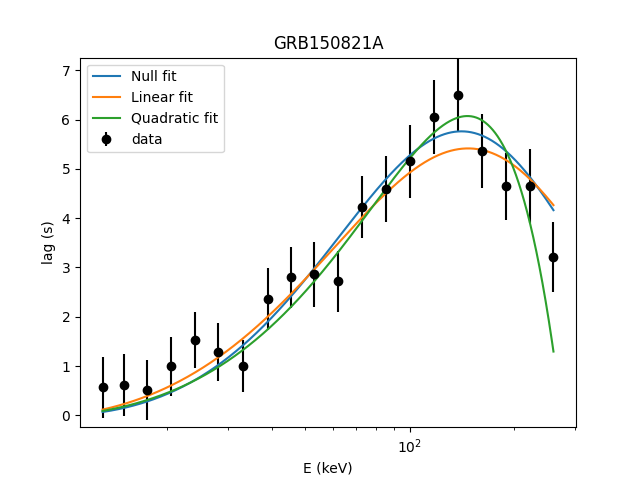 GRB150821A
Null fit
Linear fit
Quadratic fit
data
lag (s)
7
6
5
4
3
2
1
0
10²
E (keV)